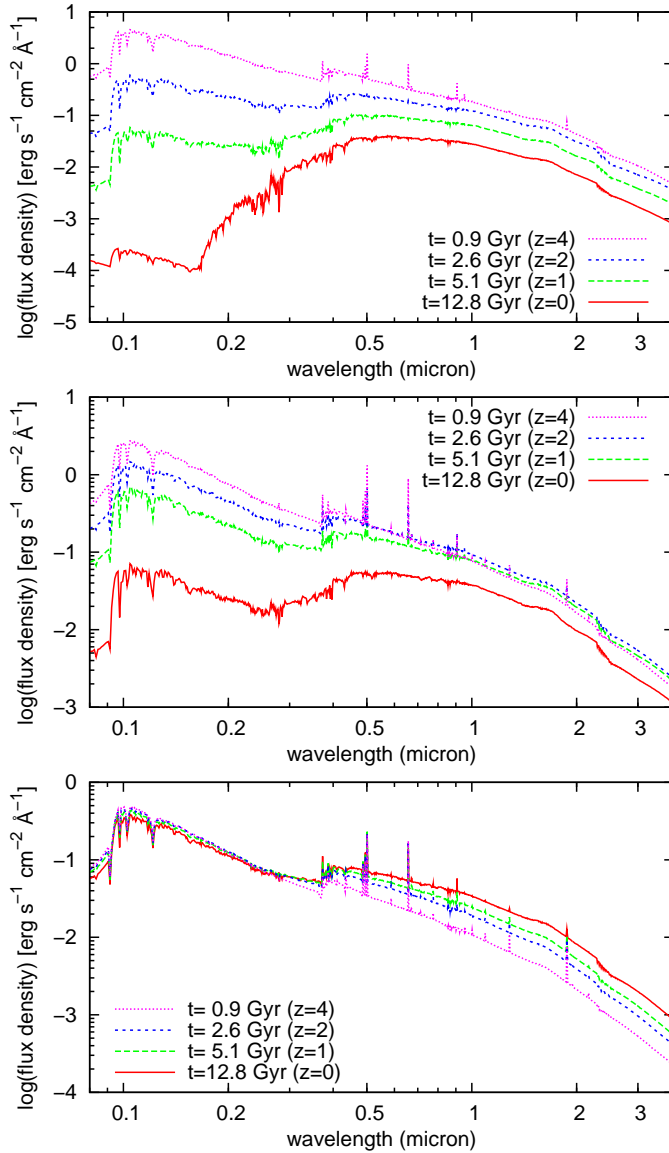 1
0
−1
−2
−3
−4
−5
log(flux density) [erg s⁻¹ cm⁻² Å⁻¹]
t= 0.9 Gyr (z=4)
t= 2.6 Gyr (z=2)
t= 5.1 Gyr (z=1)
t=12.8 Gyr (z=0)
0.1 0.2 0.5 1 2 3
wavelength (micron)
1
0
−1
−2
−3
log(flux density) [erg s⁻¹ cm⁻² Å⁻¹]
t= 0.9 Gyr (z=4)
t= 2.6 Gyr (z=2)
t= 5.1 Gyr (z=1)
t=12.8 Gyr (z=0)
0.1 0.2 0.5 1 2 3
wavelength (micron)
0
−1
−2
−3
−4
log(flux density) [erg s⁻¹ cm⁻² Å⁻¹]
t= 0.9 Gyr (z=4)
t= 2.6 Gyr (z=2)
t= 5.1 Gyr (z=1)
t=12.8 Gyr (z=0)
0.1 0.2 0.5 1 2 3
wavelength (micron)